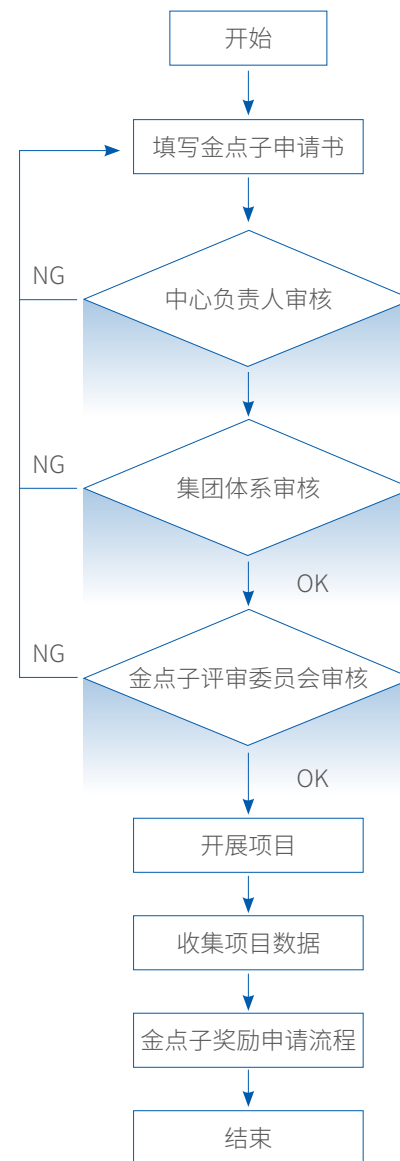 开始
填写金点子申请书
NG
中心负责人审核
NG
集团体系审核
OK
NG
金点子评审委员会审核
OK
开展项目
收集项目数据
金点子奖励申请流程
结束